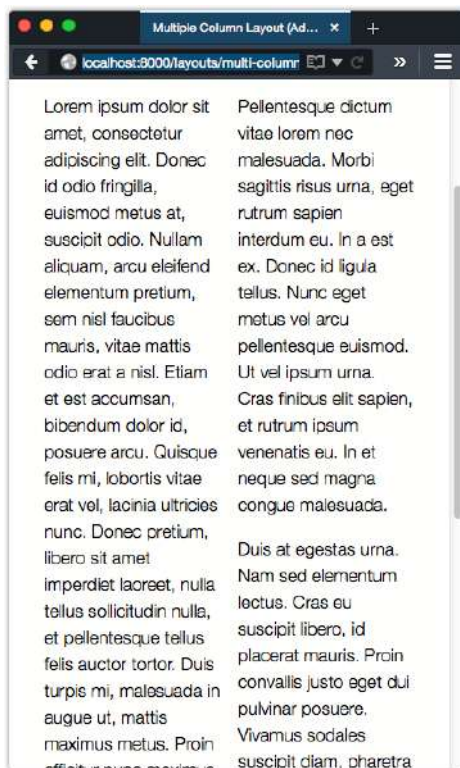 Multiple Column Layout (Ad...
localhost:8000/layouts/multi-column
Lorem ipsum dolor sit
amet, consectetur
adipiscing elit. Donec
id odio fringilla,
euismod metus at,
suscipit odio. Nullam
aliquam, arcu eleifend
elementum pretium,
sem nisl faucibus
mauris, vitae mattis
odio erat a nisl. Etiam
et est accumsan,
bibendum dolor id,
posuere arcu. Quisque
felis mi, lobortis vitae
erat vel, lacinia ultricies
nunc. Donec pretium,
libero sit amet
imperdiet laoreet, nulla
tellus sollicitudin nulla,
et pellentesque tellus
felis auctor tortor. Duis
turpis mi, malesuada in
augue ut, mattis
maximus metus. Proin
Pellentesque dictum
vitae lorem nec
malesuada. Morbi
sagittis risus urna, eget
rutrum sapien
interdum eu. In a est
ex. Donec id ligula
tellus. Nunc eget
metus vel arcu
pellentesque euismod.
Ut vel ipsum urna.
Cras finibus elit sapien,
et rutrum ipsum
venenatis eu. In et
neque sed magna
congue malesuada.
Duis at egestas urna.
Nam sed elementum
lectus. Cras eu
suscipit libero, id
placerat mauris. Proin
convallis justo eget dui
pulvinar posuere.
Vivamus sodales
suscipit diam, pharetra